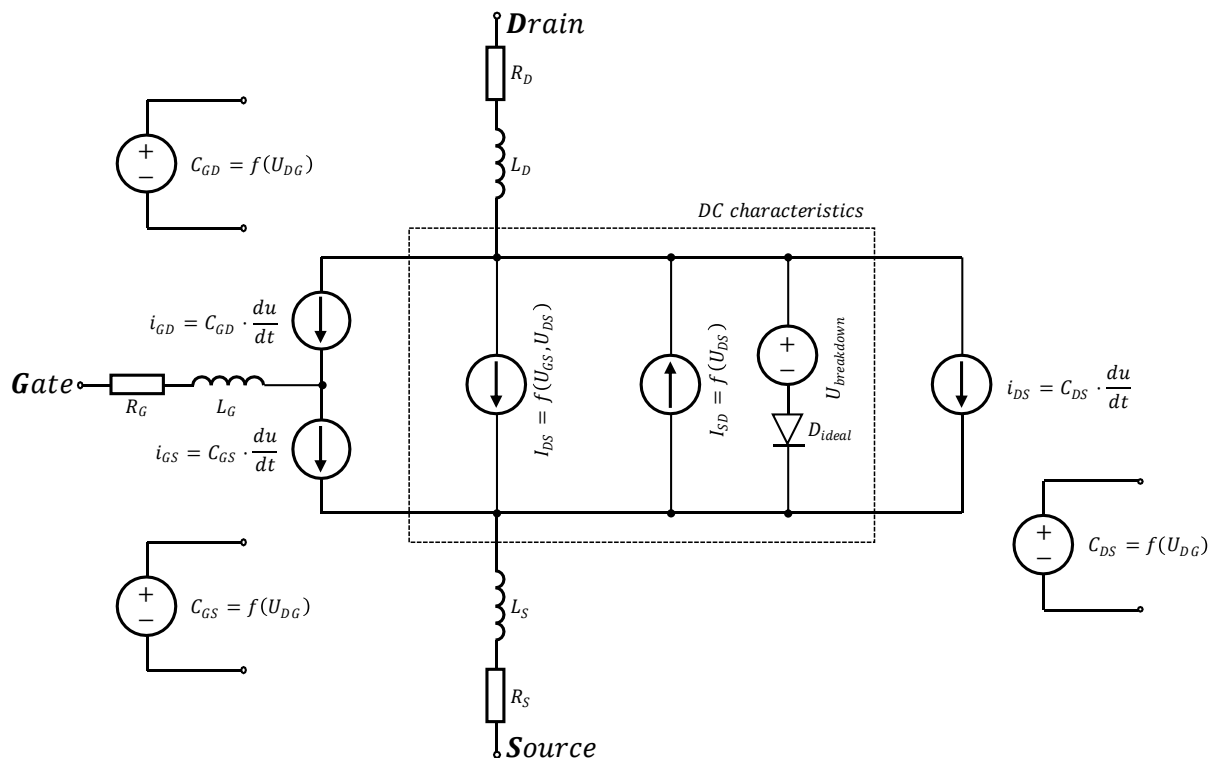 Drain
R_D
C_GD = f(U_DG)
+
−
L_D
DC characteristics
i_GD = C_GD · du/dt
I_DS = f(U_GS, U_DS)
I_SD = f(U_DS)
+
−
U_breakdown
D_ideal
i_DS = C_DS · du/dt
Gate
R_G
L_G
i_GS = C_GS · du/dt
+
−
C_DS = f(U_DG)
+
−
C_GS = f(U_DG)
L_S
R_S
Source